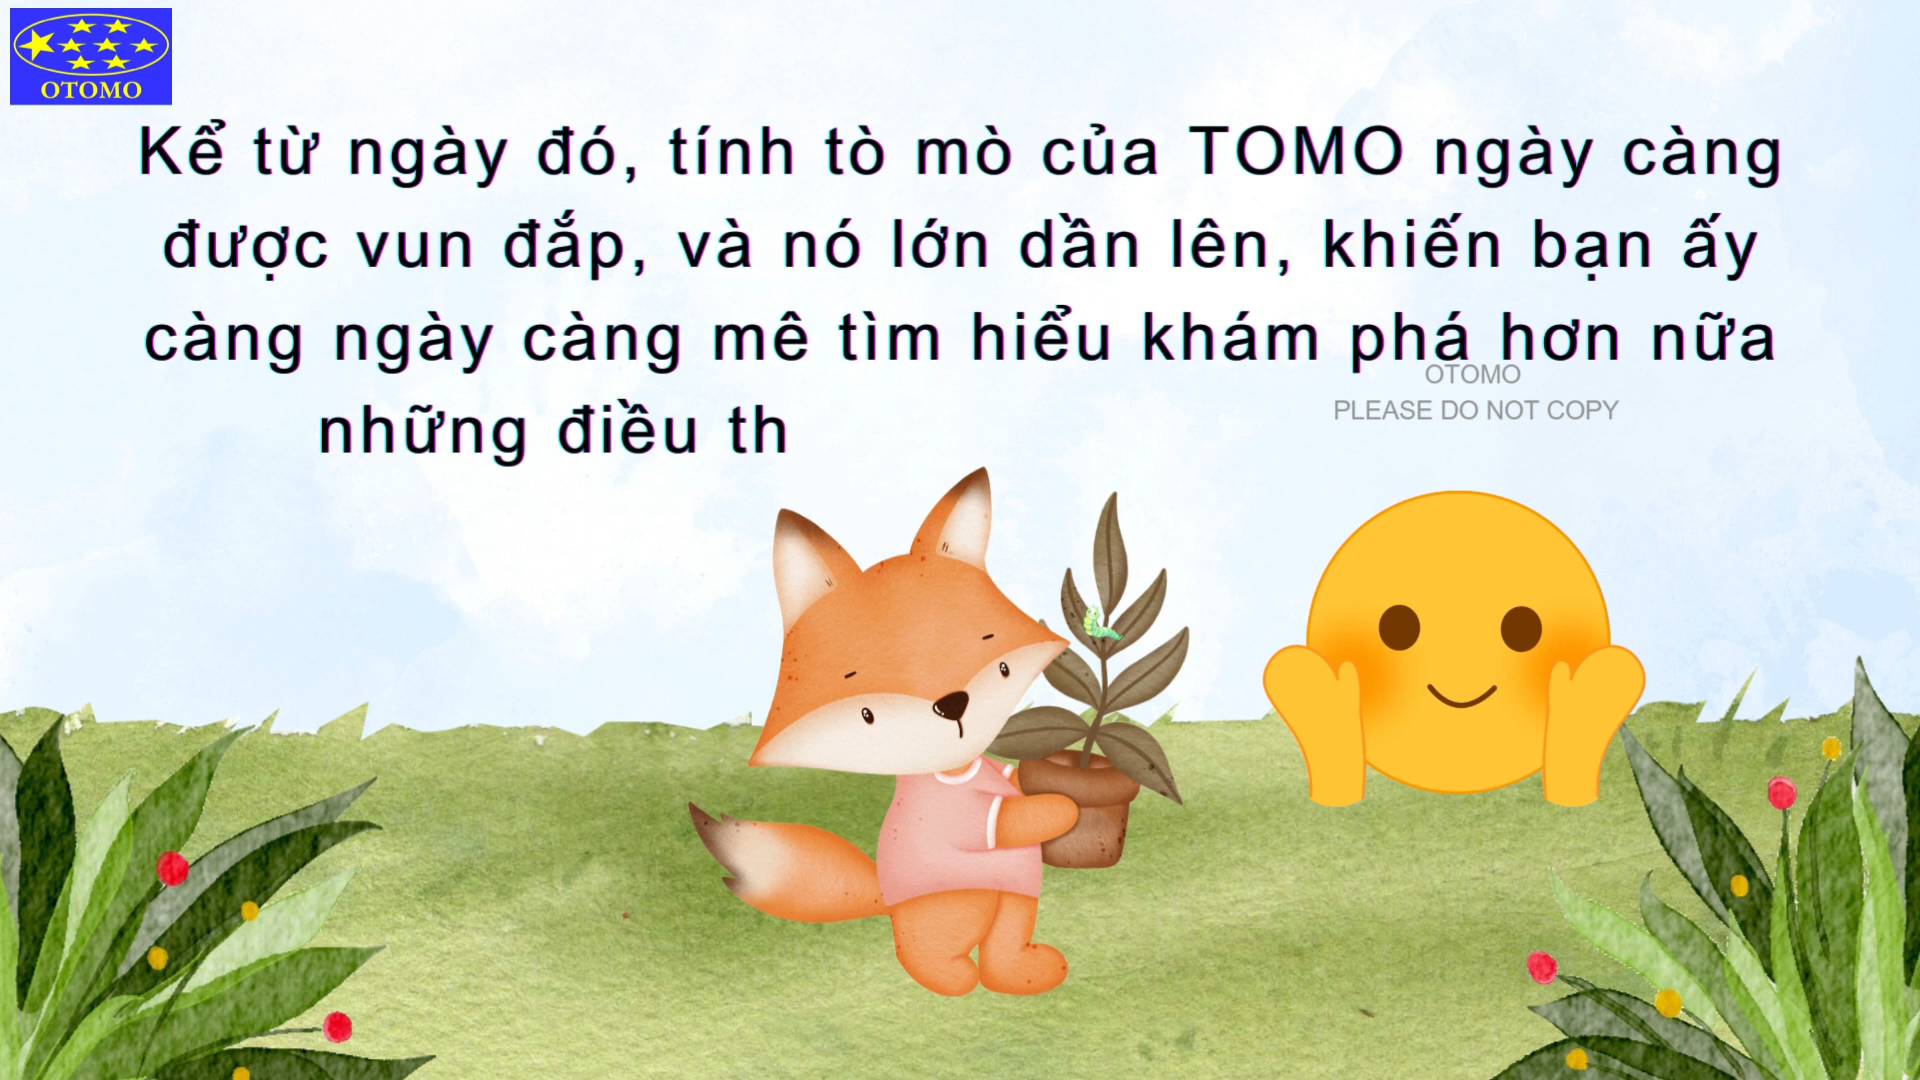 OTOMO
Kể từ ngày đó, tính tò mò của TOMO ngày càng
được vun đắp, và nó lớn dần lên, khiến bạn ấy
càng ngày càng mê tìm hiểu khám phá hơn nữa
những điều th
OTOMO
PLEASE DO NOT COPY